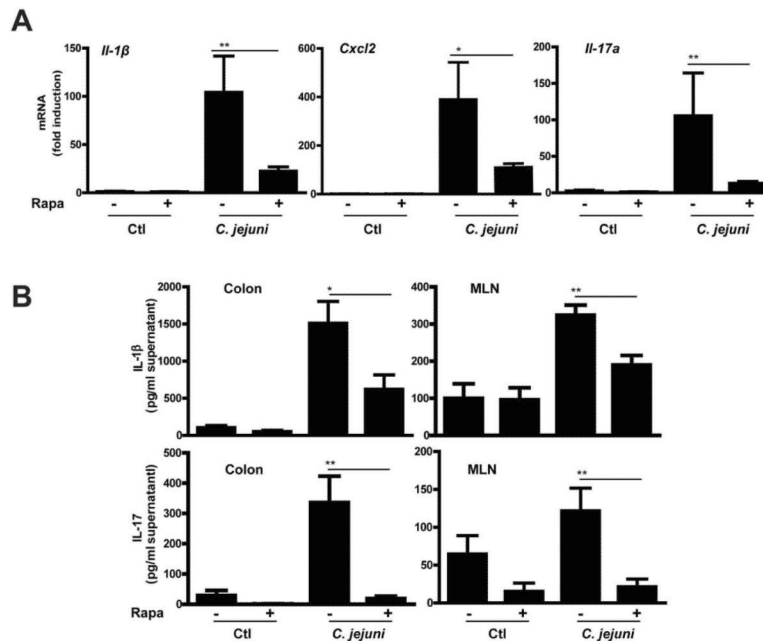 A
Il-1β
Cxcl2
Il-17a
mRNA
(fold induction)
150
100
50
0
**
600
400
200
0
*
200
150
100
50
0
**
Rapa - + - + - + - + - + - +
Ctl C. jejuni Ctl C. jejuni Ctl C. jejuni
B
Colon
MLN
IL-1β
(pg/ml supernatant)
2000
1500
1000
500
0
*
400
300
200
100
0
**
Colon
MLN
IL-17
(pg/ml supernatantl)
500
400
300
200
100
0
**
200
150
100
50
0
**
Rapa - + - + - + - +
Ctl C. jejuni Ctl C. jejuni